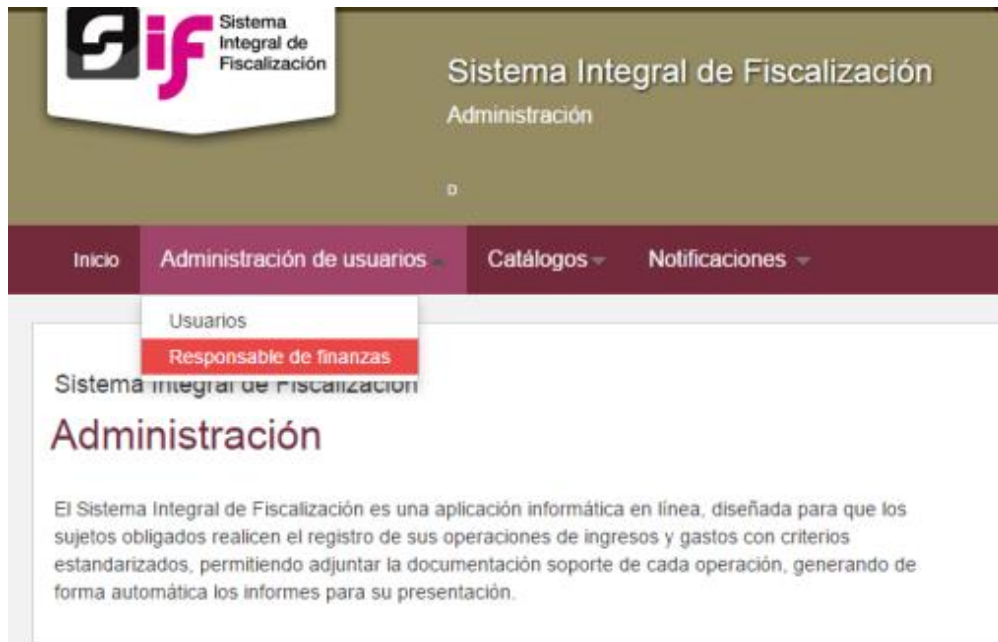 Sif
Sistema
Integral de
Fiscalización
Sistema Integral de Fiscalización
Administración
D
Inicio Administración de usuarios Catálogos Notificaciones
Usuarios
Responsable de finanzas
Sistema Integral de Fiscalización
Administración
El Sistema Integral de Fiscalización es una aplicación informática en línea, diseñada para que los
sujetos obligados realicen el registro de sus operaciones de ingresos y gastos con criterios
estandarizados, permitiendo adjuntar la documentación soporte de cada operación, generando de
forma automática los informes para su presentación.